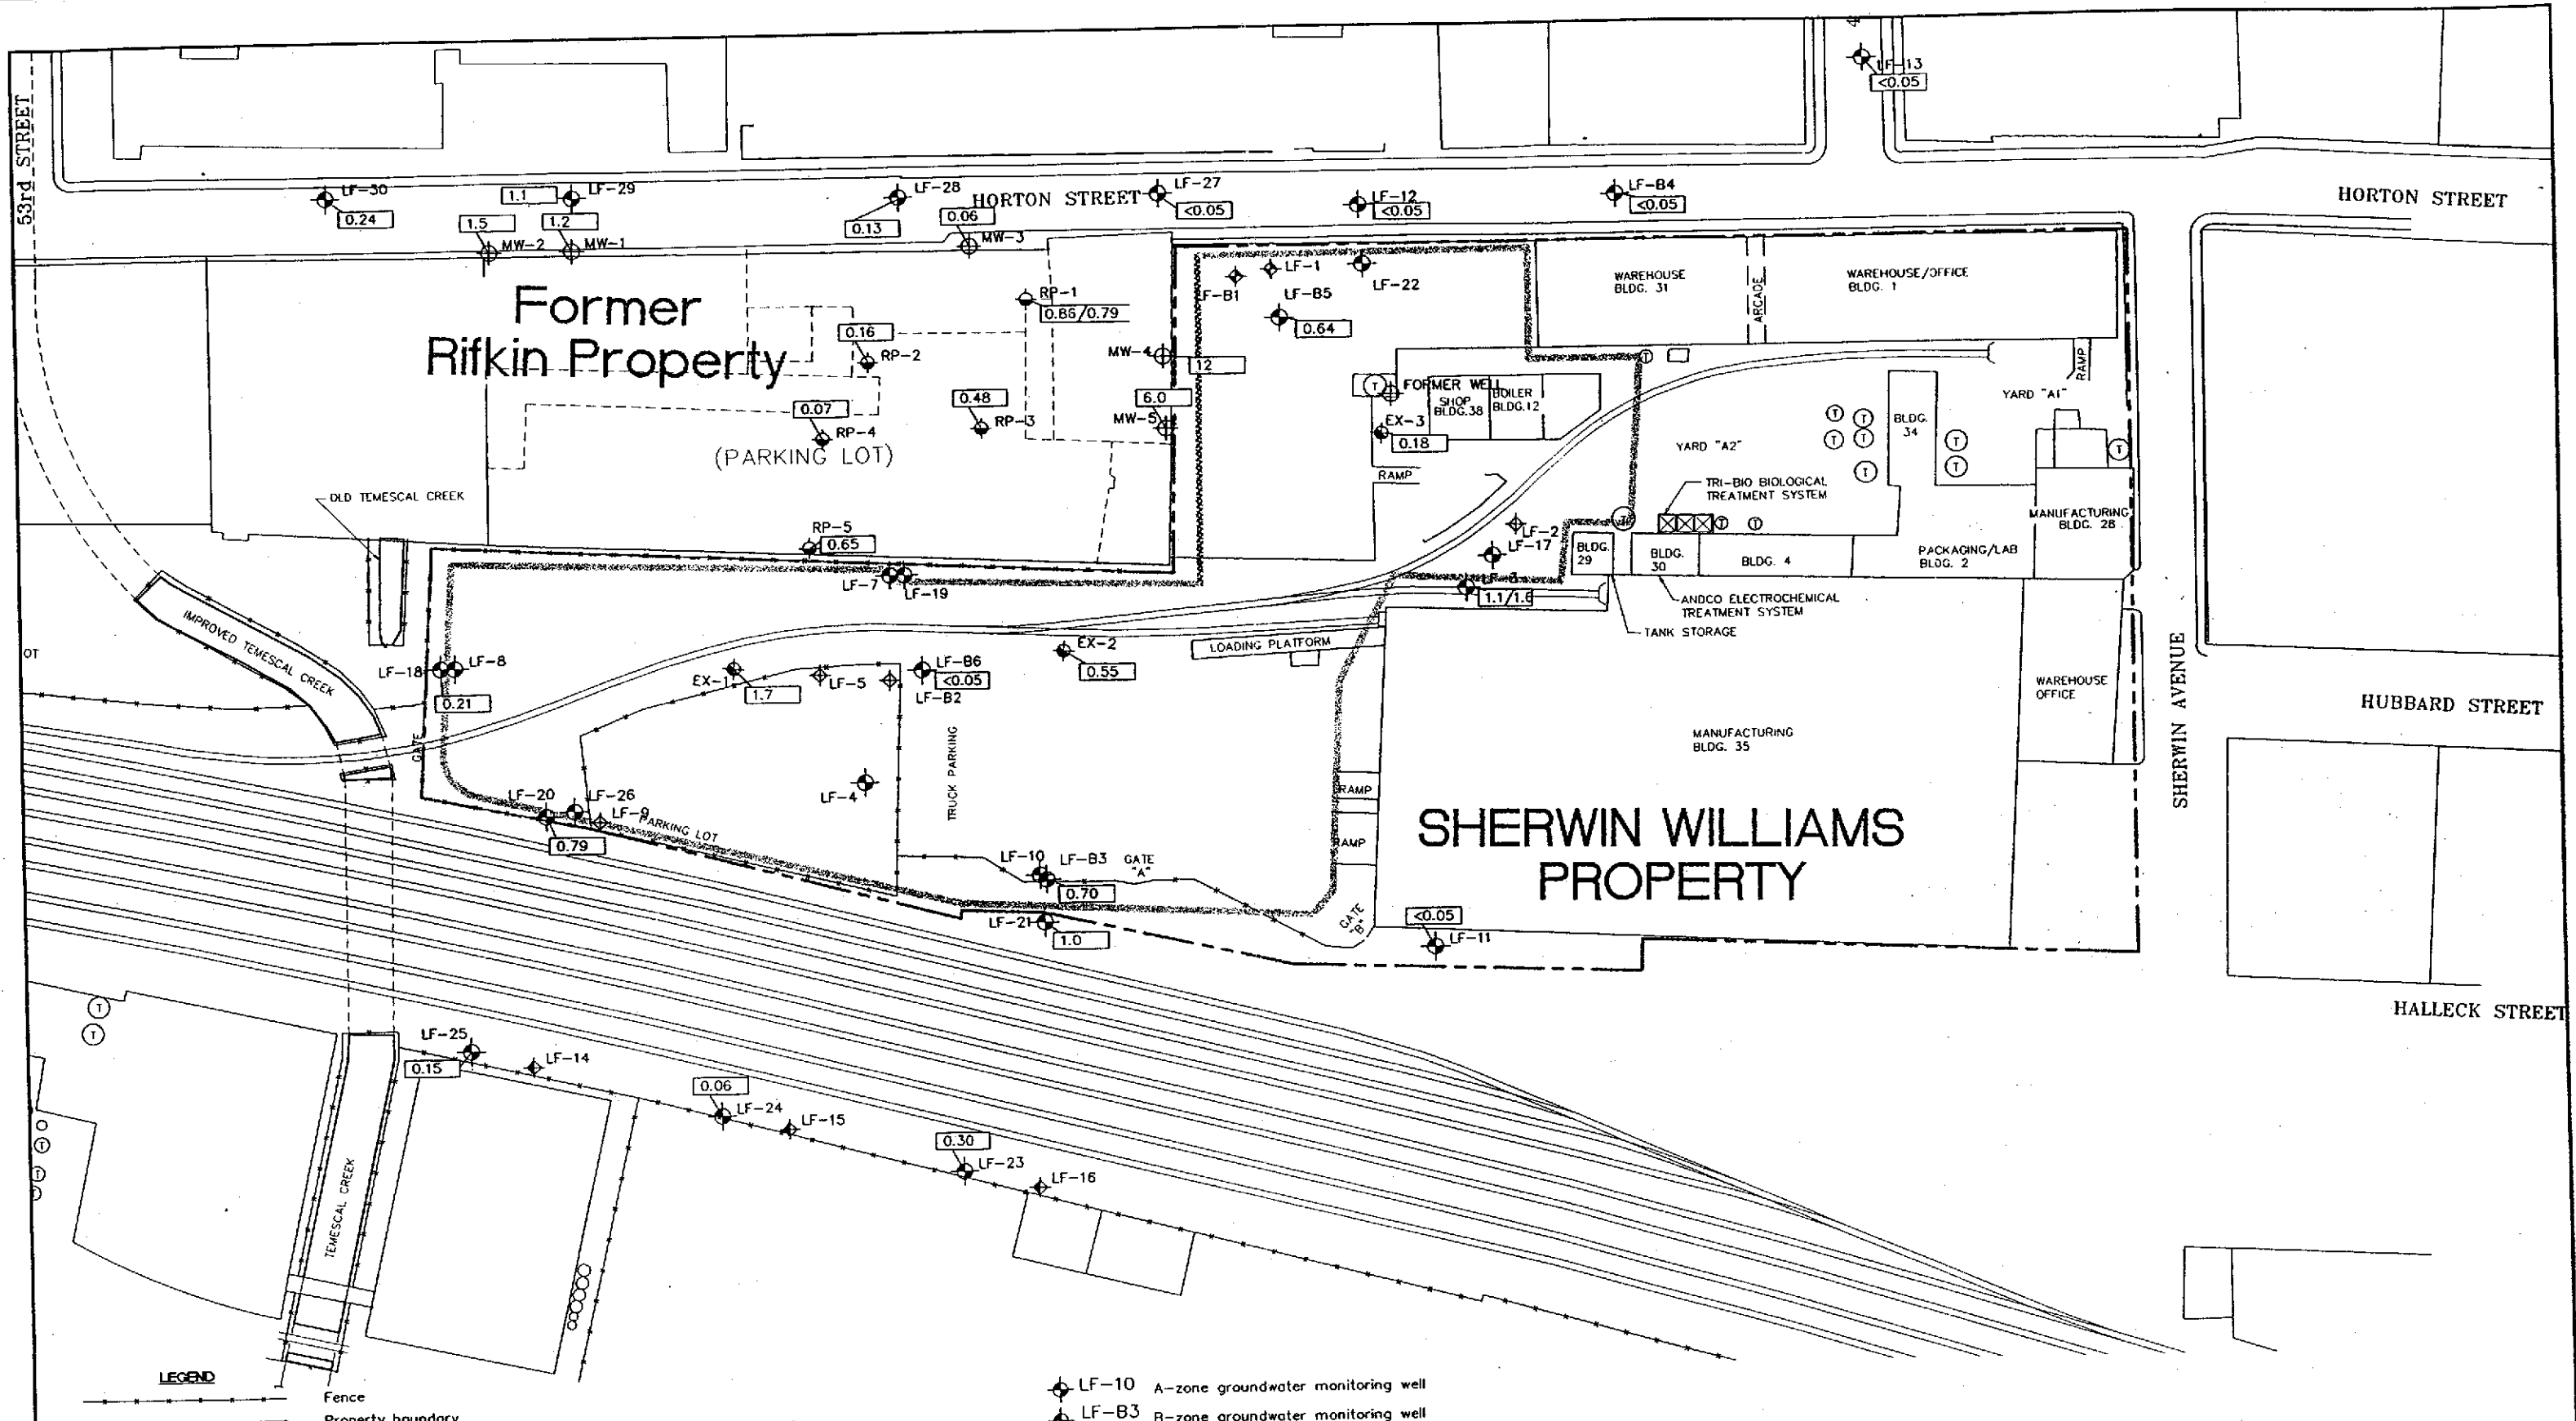 53rd STREET
4
LF-13
<0.05
LF-30
0.24
1.1
LF-29
1.5
1.2
MW-2
MW-1
LF-28
0.13
HORTON STREET
0.06
MW-3
LF-27
<0.05
LF-12
<0.05
LF-B4
<0.05
HORTON STREET
Former
Rifkin Property
(PARKING LOT)
RP-1
0.86/0.79
0.16
RP-2
0.07
RP-4
0.48
RP-3
MW-4
12
6.0
MW-5
LF-B1
LF-1
LF-B5
0.64
LF-22
WAREHOUSE
BLDG. 31
ARCADE
WAREHOUSE/OFFICE
BLDG. 1
RAMP
YARD "A1"
T
FORMER WELL
SHOP
BLDG.38
BOILER
BLDG.12
EX-3
0.18
RAMP
YARD "A2"
BLDG.
34
TRI-BIO BIOLOGICAL
TREATMENT SYSTEM
MANUFACTURING
BLDG. 28
OLD TEMESCAL CREEK
RP-5
0.65
LF-7
LF-19
LF-2
LF-17
BLDG.
29
BLDG.
30
BLDG. 4
PACKAGING/LAB
BLDG. 2
1.1/1.6
ANDCO ELECTROCHEMICAL
TREATMENT SYSTEM
TANK STORAGE
IMPROVED TEMESCAL CREEK
OT
LF-18
LF-8
0.21
GATE
EX-1
1.7
LF-5
LF-B6
<0.05
LF-B2
EX-2
0.55
LOADING PLATFORM
WAREHOUSE
OFFICE
SHERWIN AVENUE
HUBBARD STREET
MANUFACTURING
BLDG. 35
TRUCK PARKING
LF-4
RAMP
RAMP
LF-20
LF-26
LF-9
PARKING LOT
0.79
SHERWIN WILLIAMS
PROPERTY
LF-10
LF-B3
GATE
"A"
0.70
LF-21
1.0
GATE
"B"
<0.05
LF-11
HALLECK STREET
LF-25
0.15
LF-14
0.06
LF-24
LF-15
0.30
LF-23
LF-16
TEMESCAL CREEK
LEGEND
Fence
Property boundary
LF-10 A-zone groundwater monitoring well
LF-B3 B-zone groundwater monitoring well